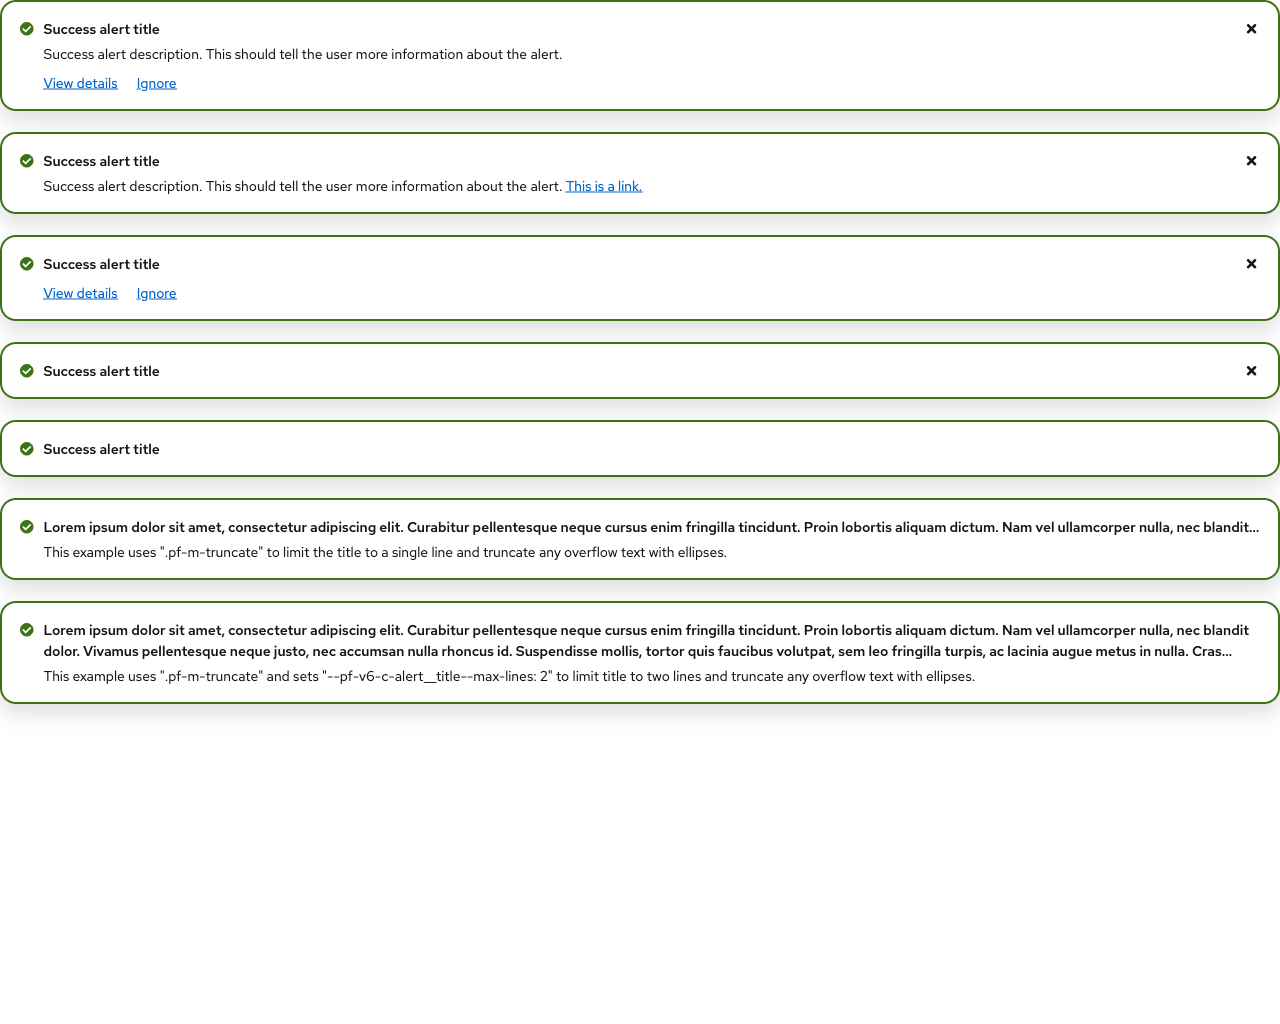 Success alert title
Success alert description. This should tell the user more information about the alert.
View details Ignore
Success alert title
Success alert description. This should tell the user more information about the alert. This is a link.
Success alert title
View details Ignore
Success alert title
Success alert title
Lorem ipsum dolor sit amet, consectetur adipiscing elit. Curabitur pellentesque neque cursus enim fringilla tincidunt. Proin lobortis aliquam dictum. Nam vel ullamcorper nulla, nec blandit...
This example uses ".pf-m-truncate" to limit the title to a single line and truncate any overflow text with ellipses.
Lorem ipsum dolor sit amet, consectetur adipiscing elit. Curabitur pellentesque neque cursus enim fringilla tincidunt. Proin lobortis aliquam dictum. Nam vel ullamcorper nulla, nec blandit
dolor. Vivamus pellentesque neque justo, nec accumsan nulla rhoncus id. Suspendisse mollis, tortor quis faucibus volutpat, sem leo fringilla turpis, ac lacinia augue metus in nulla. Cras...
This example uses ".pf-m-truncate" and sets "--pf-v6-c-alert__title--max-lines: 2" to limit title to two lines and truncate any overflow text with ellipses.